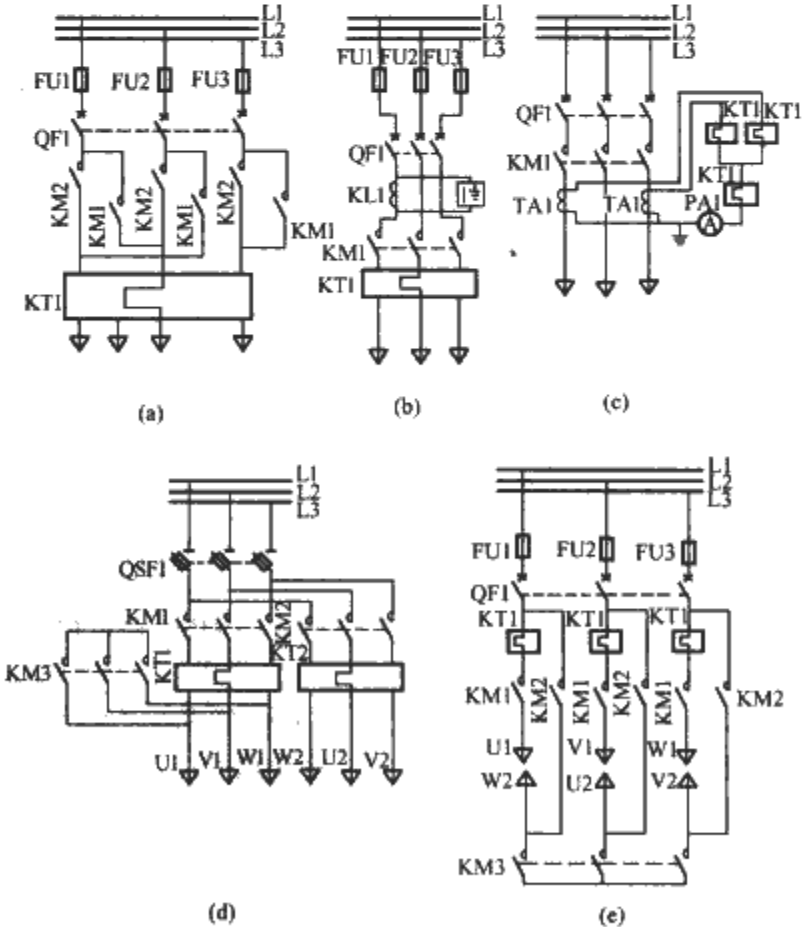 L1
L2
L3
FU1 FU2 FU3
QF1
KM2 KM1 KM2 KM1 KM2 KM1
KT1
(a)
L1
L2
L3
FU1 FU2 FU3
QF1
KL1
KM1
KT1
(b)
L1
L2
L3
QF1
KM1
KT1 KT1
KT1
TA1 TA1 PA1
A
(c)
L1
L2
L3
QSF1
KM1 KM2
KM3 KT1 KT2
U1 V1 W1 W2 U2 V2
(d)
L1
L2
L3
FU1 FU2 FU3
QF1
KT1 KT1 KT1
KM1 KM2 KM1 KM2 KM1 KM2
U1 V1 W1
W2 U2 V2
KM3
(e)